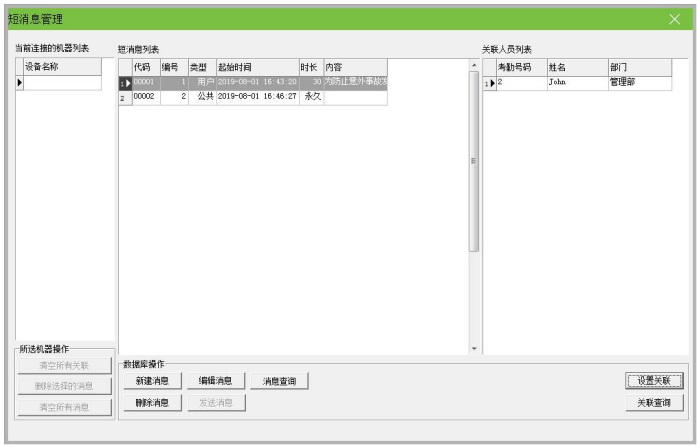 短消息管理
当前连接的机器列表
设备名称
短消息列表
代码 编号 类型 起始时间 时长 内容
1 00001 1 用户 2019-08-01 16:43:20 30 为防止意外事故发
2 00002 2 公共 2019-08-01 16:46:27 永久
关联人员列表
考勤号码 姓名 部门
1 2 John 管理部
所选机器操作
清空所有关联
删除选择的消息
清空所有消息
数据库操作
新建消息 编辑消息 消息查询
删除消息 发送消息
设置关联
关联查询